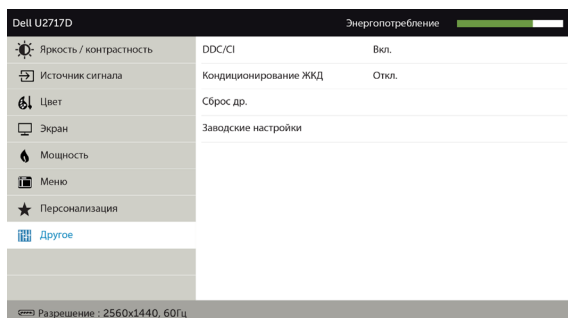 Dell U2717D Энергопотребление
Яркость / контрастность DDC/CI Вкл.
Источник сигнала Кондиционирование ЖКД Откл.
Цвет Сброс др.
Экран Заводские настройки
Мощность
Меню
Персонализация
Другое
Разрешение : 2560x1440, 60Гц